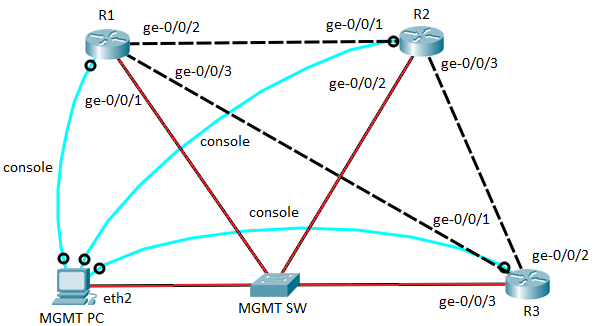 R1
R2
ge-0/0/2
ge-0/0/1
ge-0/0/3
ge-0/0/3
ge-0/0/1
ge-0/0/2
console
console
console
ge-0/0/1
ge-0/0/2
eth2
ge-0/0/3
MGMT SW
R3
MGMT PC